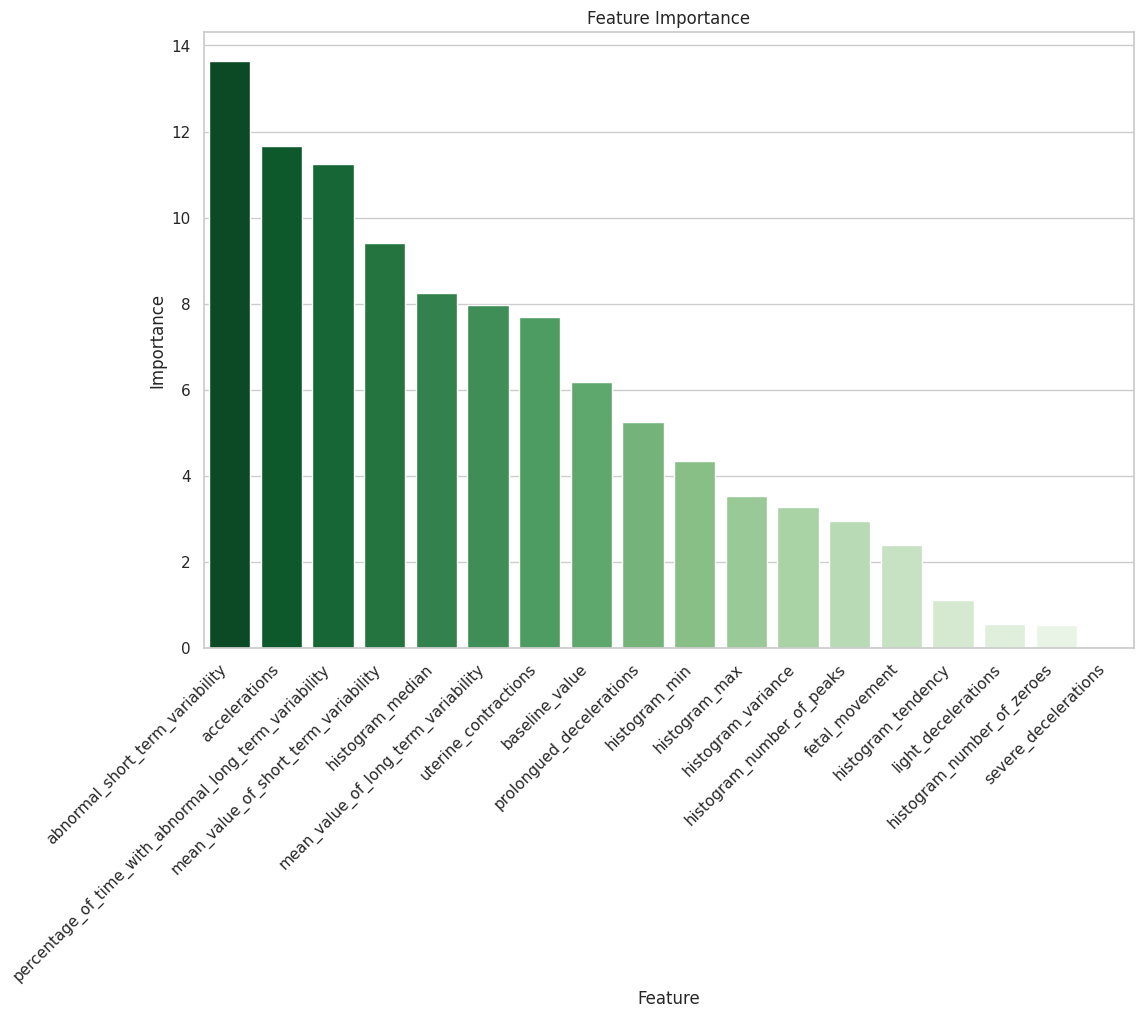 Feature Importance
14
12
10
8
6
4
2
0
Importance
abnormal_short_term_variability
accelerations
percentage_of_time_with_abnormal_long_term_variability
mean_value_of_short_term_variability
histogram_median
mean_value_of_long_term_variability
uterine_contractions
baseline_value
prolongued_decelerations
histogram_min
histogram_max
histogram_variance
histogram_number_of_peaks
fetal_movement
histogram_tendency
light_decelerations
histogram_number_of_zeroes
severe_decelerations
Feature